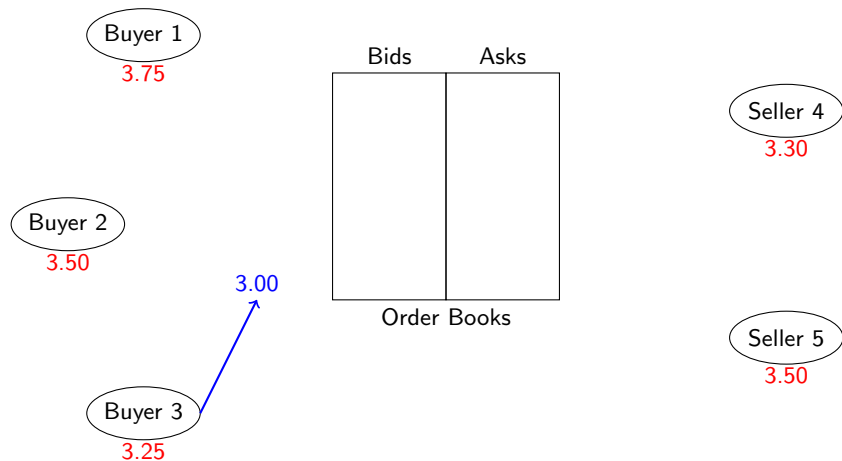 Buyer 1
3.75
Bids
Asks
Seller 4
3.30
Buyer 2
3.50
3.00
Order Books
Seller 5
3.50
Buyer 3
3.25